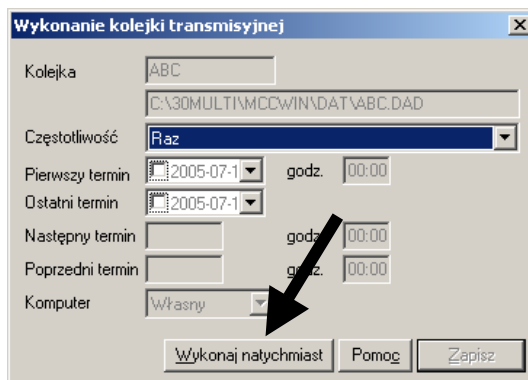 Wykonanie kolejki transmisyjnej
Kolejka ABC
C:\30MULTI\MCCWIN\DAT\ABC.DAD
Częstotliwość Raz
Pierwszy termin 2005-07-1 godz. 00:00
Ostatni termin 2005-07-1
Następny termin godz. 00:00
Poprzedni termin godz. 00:00
Komputer Własny
Wykonaj natychmiast Pomoc Zapisz